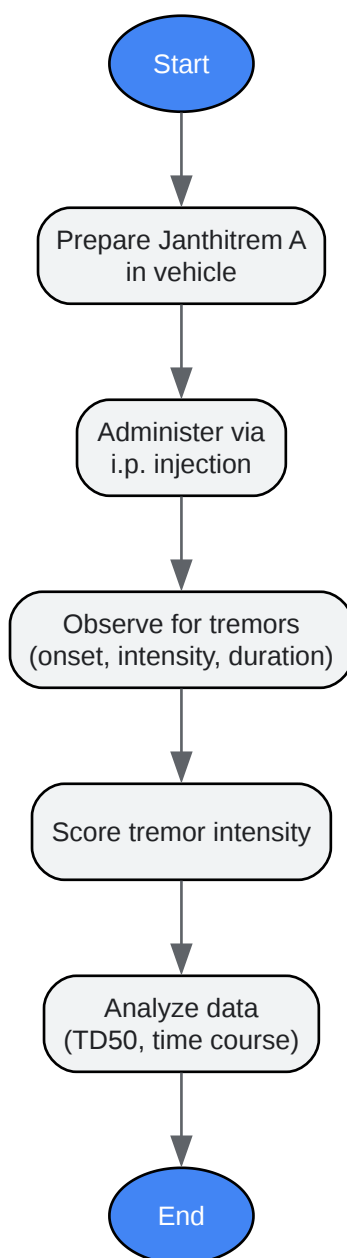 Start
Prepare Janthitrem A
in vehicle
Administer via
i.p. injection
Observe for tremors
(onset, intensity, duration)
Score tremor intensity
Analyze data
(TD50, time course)
End